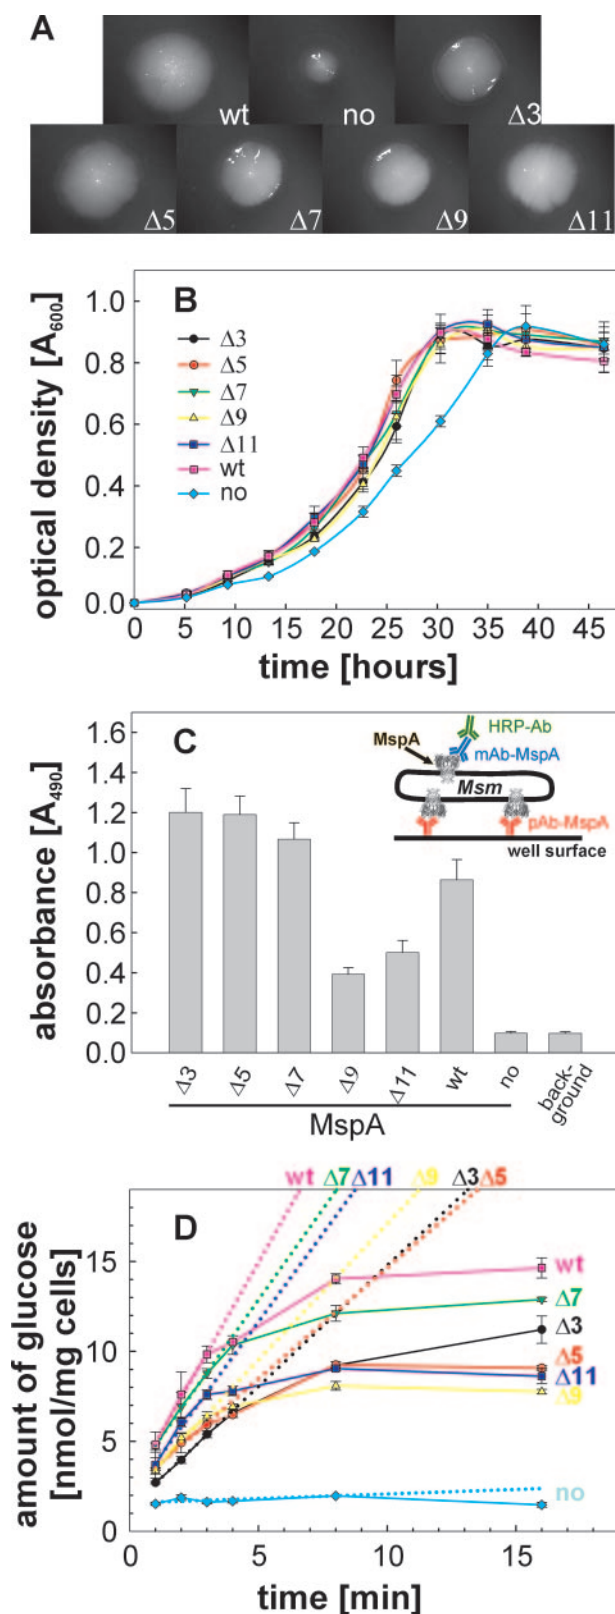 A
wt no Δ3
Δ5 Δ7 Δ9 Δ11
B
optical density [A600]
1.0
0.8
0.6
0.4
0.2
0.0
Δ3
Δ5
Δ7
Δ9
Δ11
wt
no
0 5 10 15 20 25 30 35 40 45
time [hours]
C
absorbance [A490]
1.6
1.4
1.2
1.0
0.8
0.6
0.4
0.2
0.0
HRP-Ab
MspA mAb-MspA
Msm
pAb-MspA
well surface
Δ3 Δ5 Δ7 Δ9 Δ11 wt no back-
ground
MspA
D
wt Δ7 Δ11 Δ9 Δ3 Δ5
amount of glucose
[nmol/mg cells]
15
10
5
0
wt
Δ7
Δ3
Δ5
Δ11
Δ9
no
0 5 10 15
time [min]